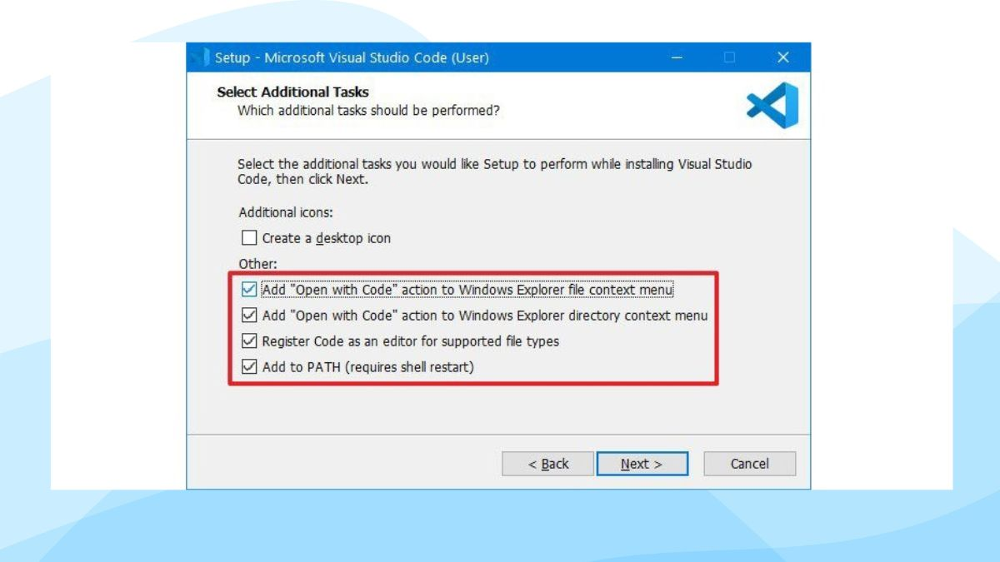 Setup - Microsoft Visual Studio Code (User)
Select Additional Tasks
Which additional tasks should be performed?
Select the additional tasks you would like Setup to perform while installing Visual Studio
Code, then click Next.
Additional icons:
Create a desktop icon
Other:
Add "Open with Code" action to Windows Explorer file context menu
Add "Open with Code" action to Windows Explorer directory context menu
Register Code as an editor for supported file types
Add to PATH (requires shell restart)
< Back
Next >
Cancel